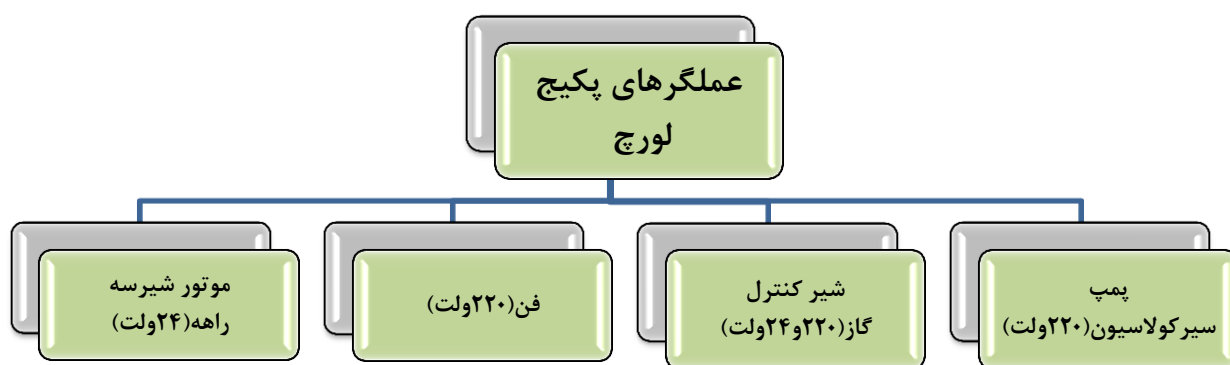 عملگرهای پکیج
لورچ
پمپ
سیرکولاسیون(۲۲۰ولت)
شیر کنترل
گاز(۲۲۰و۲۴ولت)
فن(۲۲۰ولت)
موتور شیرسه
راهه(۲۴ولت)